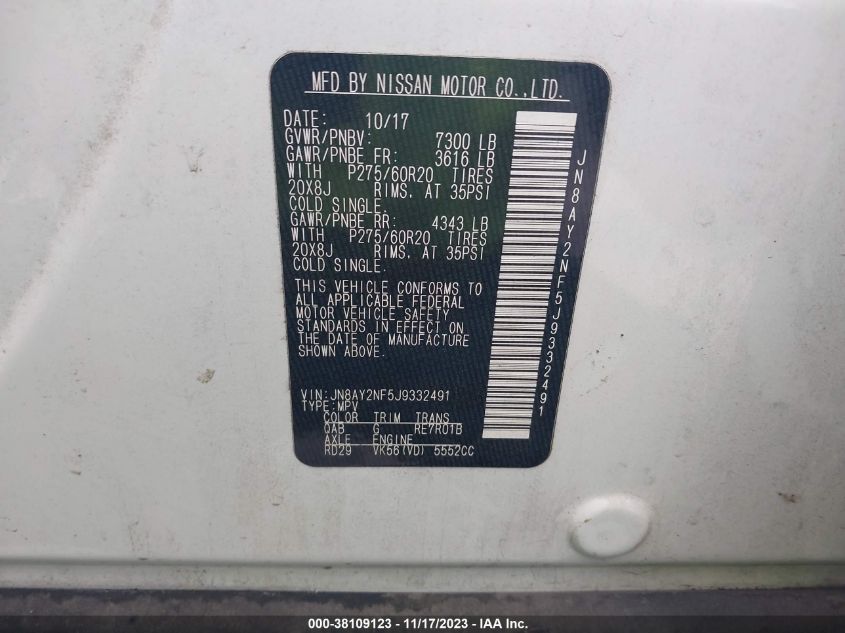 MFD BY NISSAN MOTOR CO.,LTD.
DATE: 10/17
GVWR/PNBV: 7300 LB
GAWR/PNBE FR: 3616 LB
WITH P275/60R20 TIRES
20X8J RIMS, AT 35PSI
COLD SINGLE.
GAWR/PNBE RR: 4343 LB
WITH P275/60R20 TIRES
20X8J RIMS, AT 35PSI
COLD SINGLE.
THIS VEHICLE CONFORMS TO
ALL APPLICABLE FEDERAL
MOTOR VEHICLE SAFETY
STANDARDS IN EFFECT ON
THE DATE OF MANUFACTURE
SHOWN ABOVE.
VIN:JN8AY2NF5J9332491
TYPE:MPV
COLOR TRIM TRANS
QAB G RE7R01B
AXLE ENGINE
RD29 VK56(VD) 5552CC
JN8AY2NF5J9332491
000-38109123 - 11/17/2023 - IAA Inc.